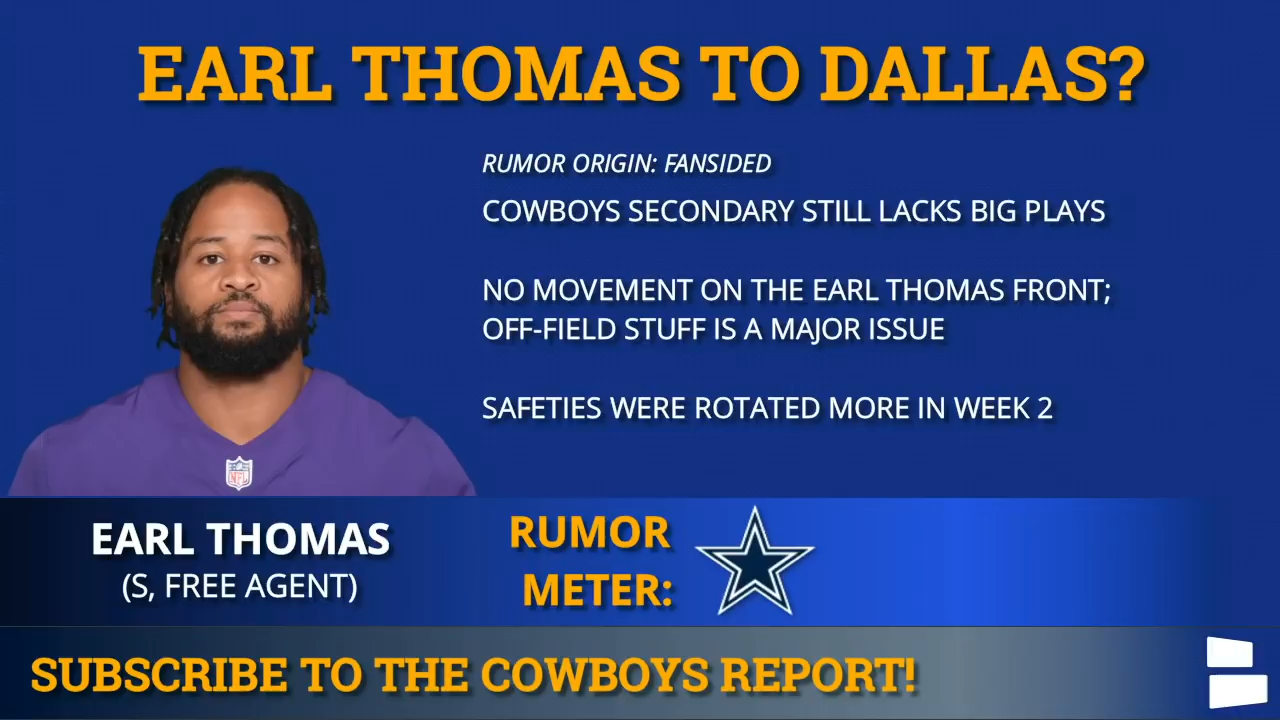 EARL THOMAS TO DALLAS?
RUMOR ORIGIN: FANSIDED
COWBOYS SECONDARY STILL LACKS BIG PLAYS
NO MOVEMENT ON THE EARL THOMAS FRONT;
OFF-FIELD STUFF IS A MAJOR ISSUE
SAFETIES WERE ROTATED MORE IN WEEK 2
NFL
EARL THOMAS
(S, FREE AGENT)
RUMOR
METER:
SUBSCRIBE TO THE COWBOYS REPORT!